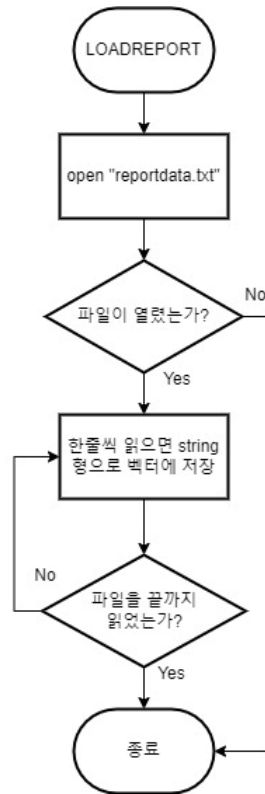 LOADREPORT
open "reportdata.txt"
파일이 열렸는가?
No
Yes
한줄씩 읽으면 string
형으로 벡터에 저장
No
파일을 끝까지
읽었는가?
Yes
종료